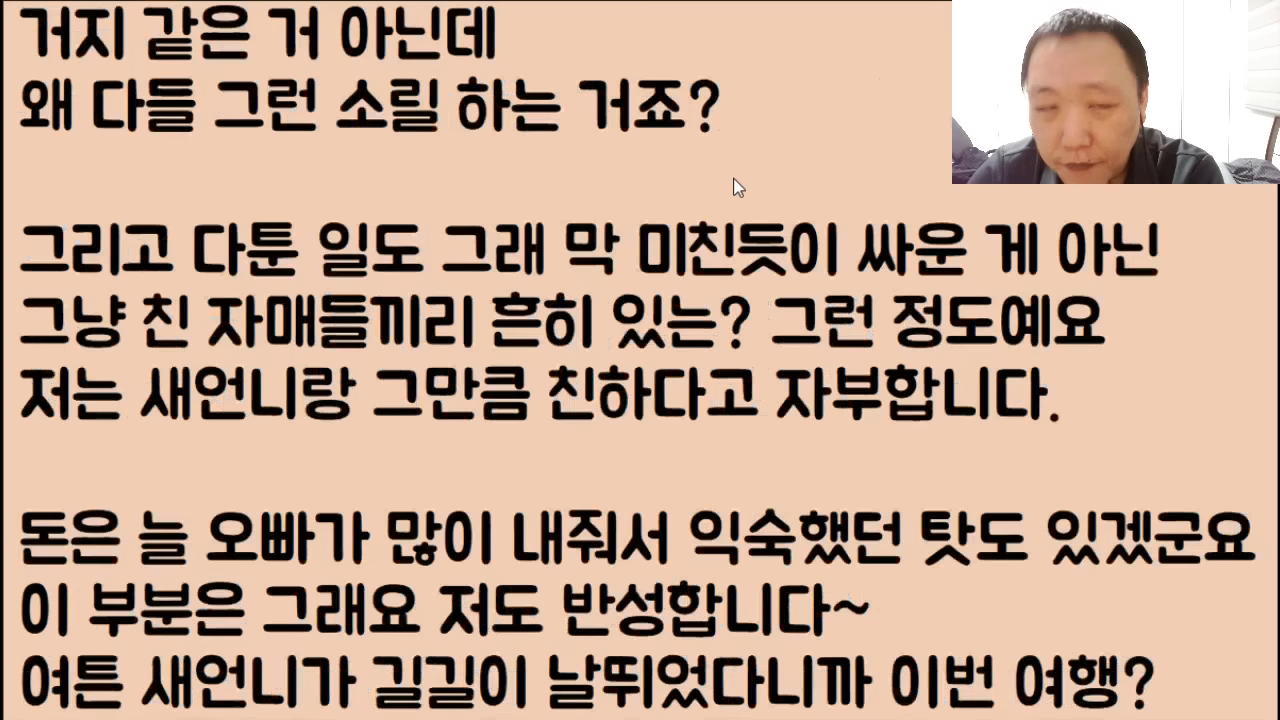 거지 같은 거 아닌데
왜 다들 그런 소릴 하는 거죠?
그리고 다툰 일도 그래 막 미친듯이 싸운 게 아닌
그냥 친 자매들끼리 흔히 있는? 그런 정도예요
저는 새언니랑 그만큼 친하다고 자부합니다.
돈은 늘 오빠가 많이 내줘서 익숙했던 탓도 있겠군요
이 부분은 그래요 저도 반성합니다~
여튼 새언니가 길길이 날뛰었다니까 이번 여행?